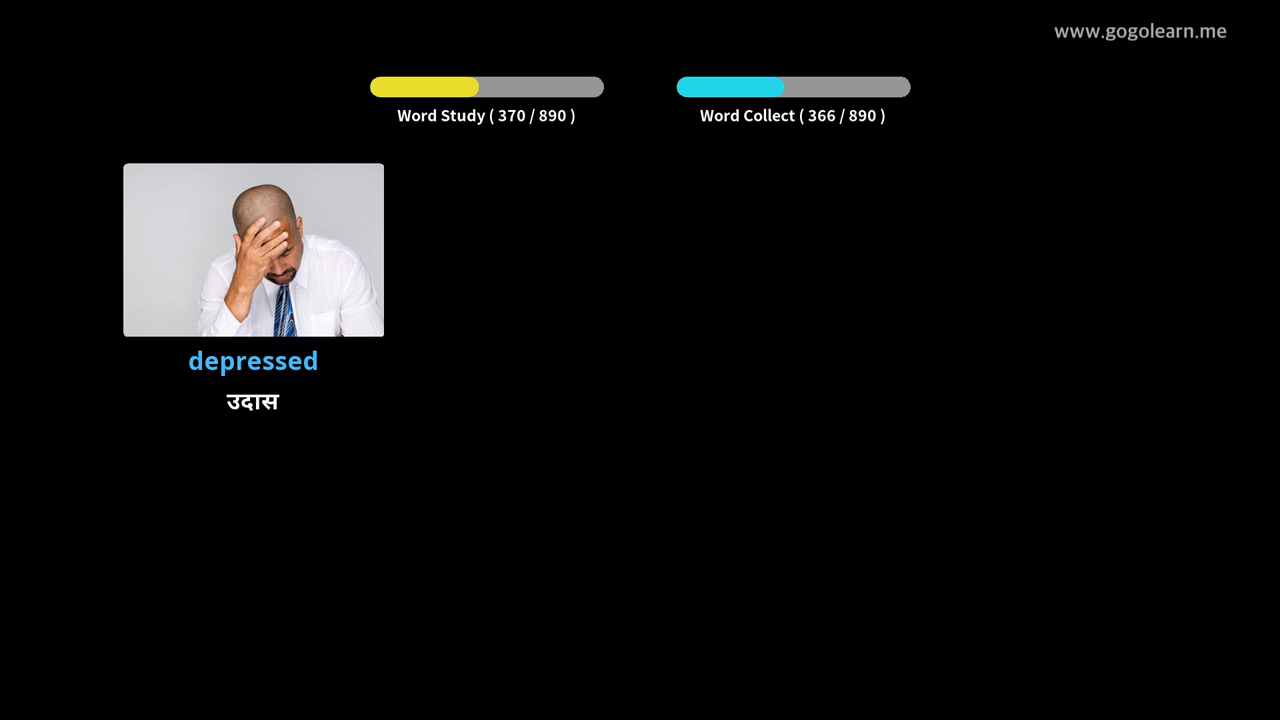 www.gogolearn.me
Word Study ( 370 / 890 )
Word Collect ( 366 / 890 )
depressed
उदास